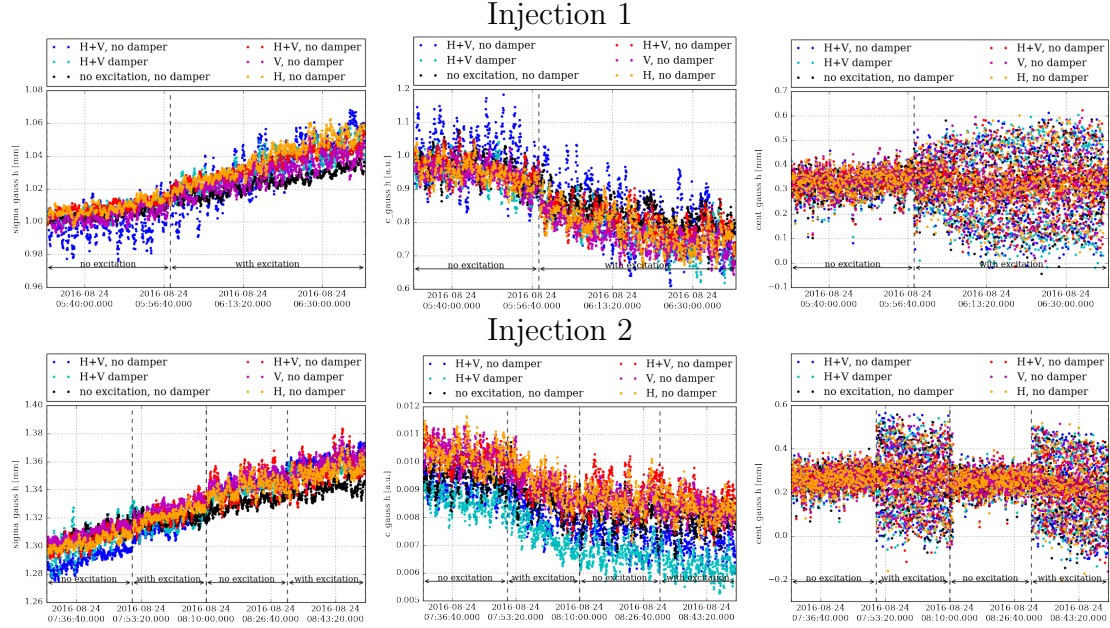 Injection 1
H+V, no damper H+V, no damper
H+V damper V, no damper
no excitation, no damper H, no damper
sigma gauss h [mm]
1.08
1.06
1.04
1.02
1.00
0.98
0.96
no excitation with excitation
2016-08-24 2016-08-24 2016-08-24 2016-08-24
05:40:00.000 05:56:40.000 06:13:20.000 06:30:00.000
H+V, no damper H+V, no damper
H+V damper V, no damper
no excitation, no damper H, no damper
c_gauss h [a.u.]
1.2
1.1
1.0
0.9
0.8
0.7
0.6
no excitation with excitation
2016-08-24 2016-08-24 2016-08-24 2016-08-24
05:40:00.000 05:56:40.000 06:13:20.000 06:30:00.000
H+V, no damper H+V, no damper
H+V damper V, no damper
no excitation, no damper H, no damper
cent_gauss h [mm]
0.7
0.6
0.5
0.4
0.3
0.2
0.1
0.0
−0.1
no excitation with excitation
2016-08-24 2016-08-24 2016-08-24 2016-08-24
05:40:00.000 05:56:40.000 06:13:20.000 06:30:00.000
Injection 2
H+V, no damper H+V, no damper
H+V damper V, no damper
no excitation, no damper H, no damper
sigma gauss h [mm]
1.40
1.38
1.36
1.34
1.32
1.30
1.28
1.26
no excitation with excitation no excitation with excitation
2016-08-24 2016-08-24 2016-08-24 2016-08-24 2016-08-24
07:36:40.000 07:53:20.000 08:10:00.000 08:26:40.000 08:43:20.000
H+V, no damper H+V, no damper
H+V damper V, no damper
no excitation, no damper H, no damper
c_gauss h [a.u.]
0.012
0.011
0.010
0.009
0.008
0.007
0.006
0.005
no excitation with excitation no excitation with excitation
2016-08-24 2016-08-24 2016-08-24 2016-08-24 2016-08-24
07:36:40.000 07:53:20.000 08:10:00.000 08:26:40.000 08:43:20.000
H+V, no damper H+V, no damper
H+V damper V, no damper
no excitation, no damper H, no damper
cent_gauss h [mm]
0.6
0.4
0.2
0.0
−0.2
no excitation with excitation no excitation with excitation
2016-08-24 2016-08-24 2016-08-24 2016-08-24 2016-08-24
07:36:40.000 07:53:20.000 08:10:00.000 08:26:40.000 08:43:20.000